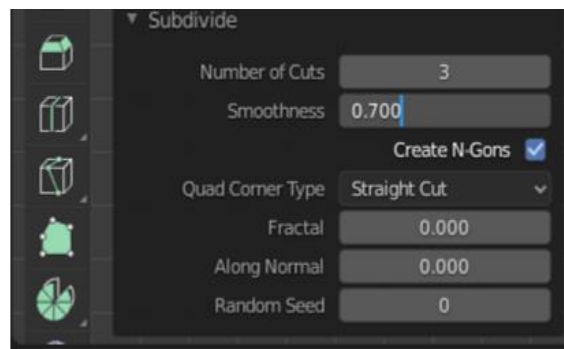 Subdivide
Number of Cuts 3
Smoothness 0.700
Create N-Gons
Quad Corner Type Straight Cut
Fractal 0.000
Along Normal 0.000
Random Seed 0